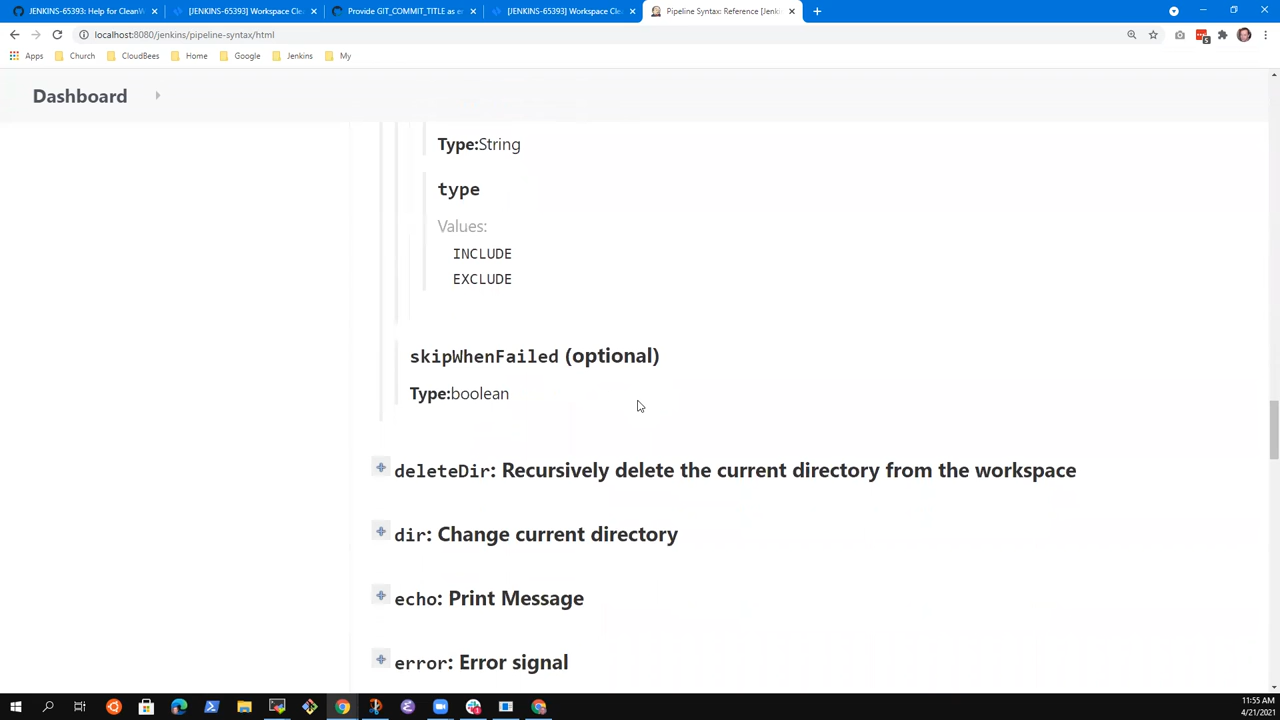 JENKINS-65393: Help for CleanW
[JENKINS-65393] Workspace Cle
Provide GIT_COMMIT_TITLE as e
[JENKINS-65393] Workspace Cle
Pipeline Syntax: Reference [Jenki
localhost:8080/jenkins/pipeline-syntax/html
5
Apps
Church
CloudBees
Home
Google
Jenkins
My
Dashboard
Type:String
type
Values:
INCLUDE
EXCLUDE
skipWhenFailed (optional)
Type:boolean
deleteDir: Recursively delete the current directory from the workspace
dir: Change current directory
echo: Print Message
error: Error signal
11:55 AM
4/21/2021